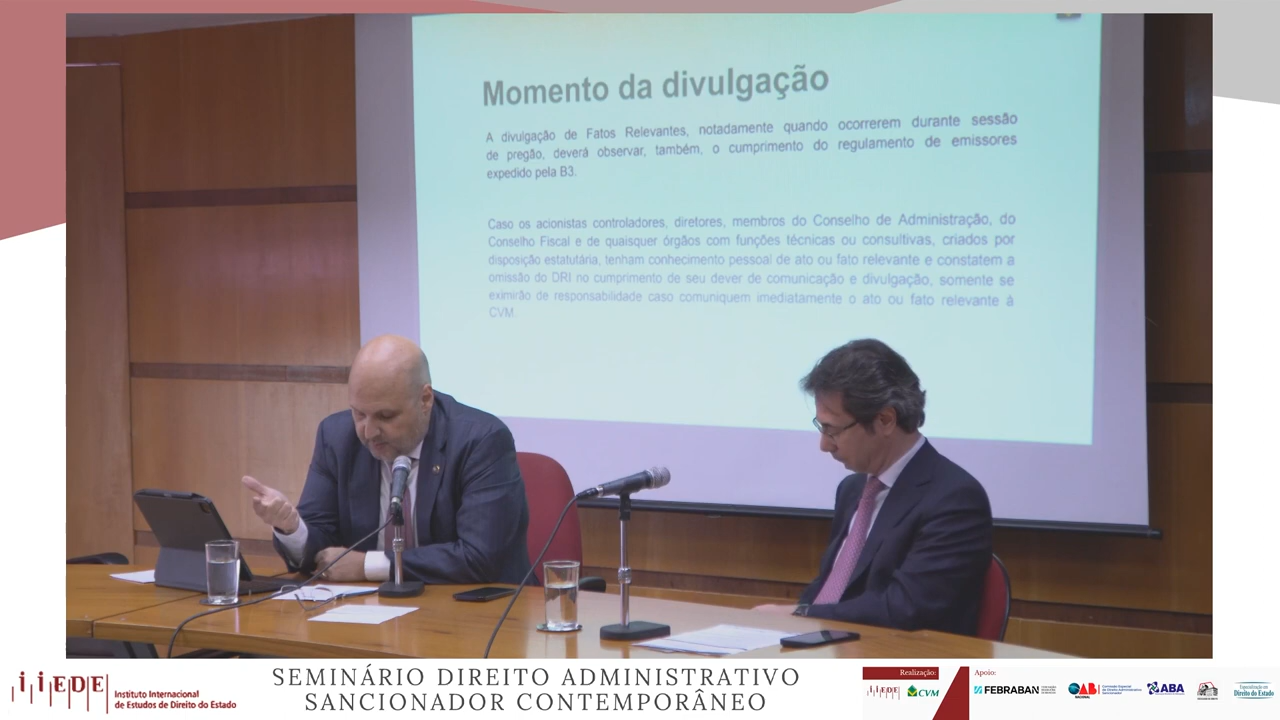 Momento da divulgação
A divulgação de Fatos Relevantes, notadamente quando ocorrerem durante sessão
de pregão, deverá observar, também, o cumprimento do regulamento de emissores
expedido pela B3.
Caso os acionistas controladores, diretores, membros do Conselho de Administração, do
Conselho Fiscal e de quaisquer órgãos com funções técnicas ou consultivas, criados por
disposição estatutária, tenham conhecimento pessoal de ato ou fato relevante e constatem a
omissão do DRI no cumprimento de seu dever de comunicação e divulgação, somente se
eximirão de responsabilidade caso comuniquem imediatamente o ato ou fato relevante à
CVM.
iiEDE
Instituto Internacional
de Estudos de Direito do Estado
SEMINÁRIO DIREITO ADMINISTRATIVO
SANCIONADOR CONTEMPORÂNEO
Realização:
iiEDE
CVM
Apoio:
FEBRABAN
OAB
NACIONAL
ABA
Especialização em
Direito do Estado